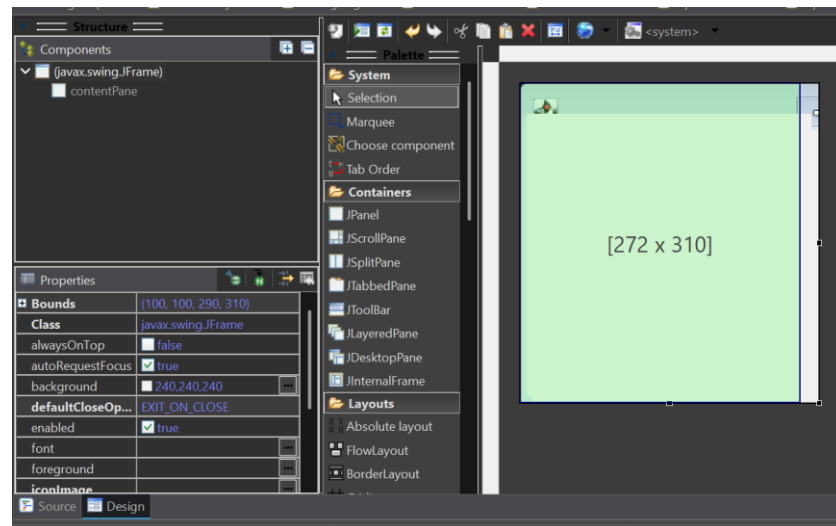 Structure
Components
(javax.swing.JFrame)
contentPane
Properties
Bounds (100, 100, 290, 310)
Class javax.swing.JFrame
alwaysOnTop false
autoRequestFocus true
background 240,240,240
defaultCloseOp... EXIT_ON_CLOSE
enabled true
font
foreground
iconImage
Source Design
<system>
Palette
System
Selection
Marquee
Choose component
Tab Order
Containers
JPanel
JScrollPane
JSplitPane
JTabbedPane
JToolBar
JLayeredPane
JDesktopPane
JInternalFrame
Layouts
Absolute layout
FlowLayout
BorderLayout
[272 x 310]